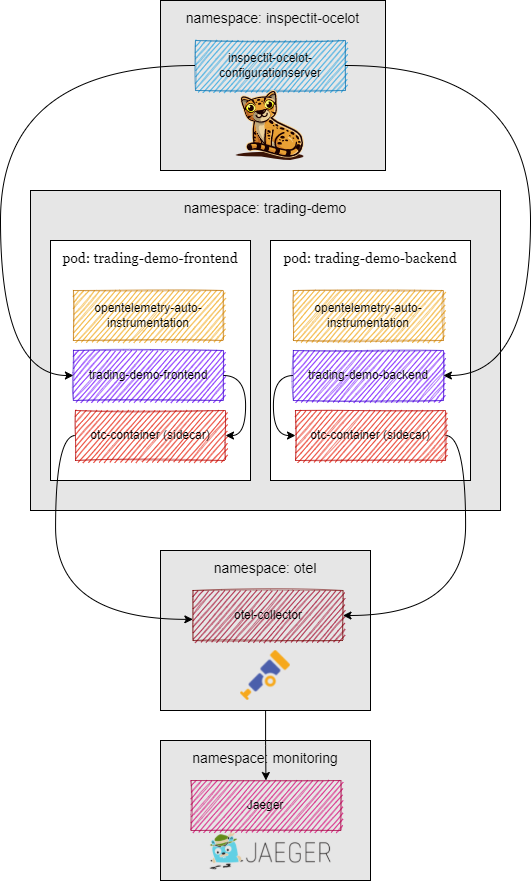 namespace: inspectit-ocelot
inspectit-ocelot-
configurationserver
namespace: trading-demo
pod: trading-demo-frontend
opentelemetry-auto-
instrumentation
trading-demo-frontend
otc-container (sidecar)
pod: trading-demo-backend
opentelemetry-auto-
instrumentation
trading-demo-backend
otc-container (sidecar)
namespace: otel
otel-collector
namespace: monitoring
Jaeger
JAEGER